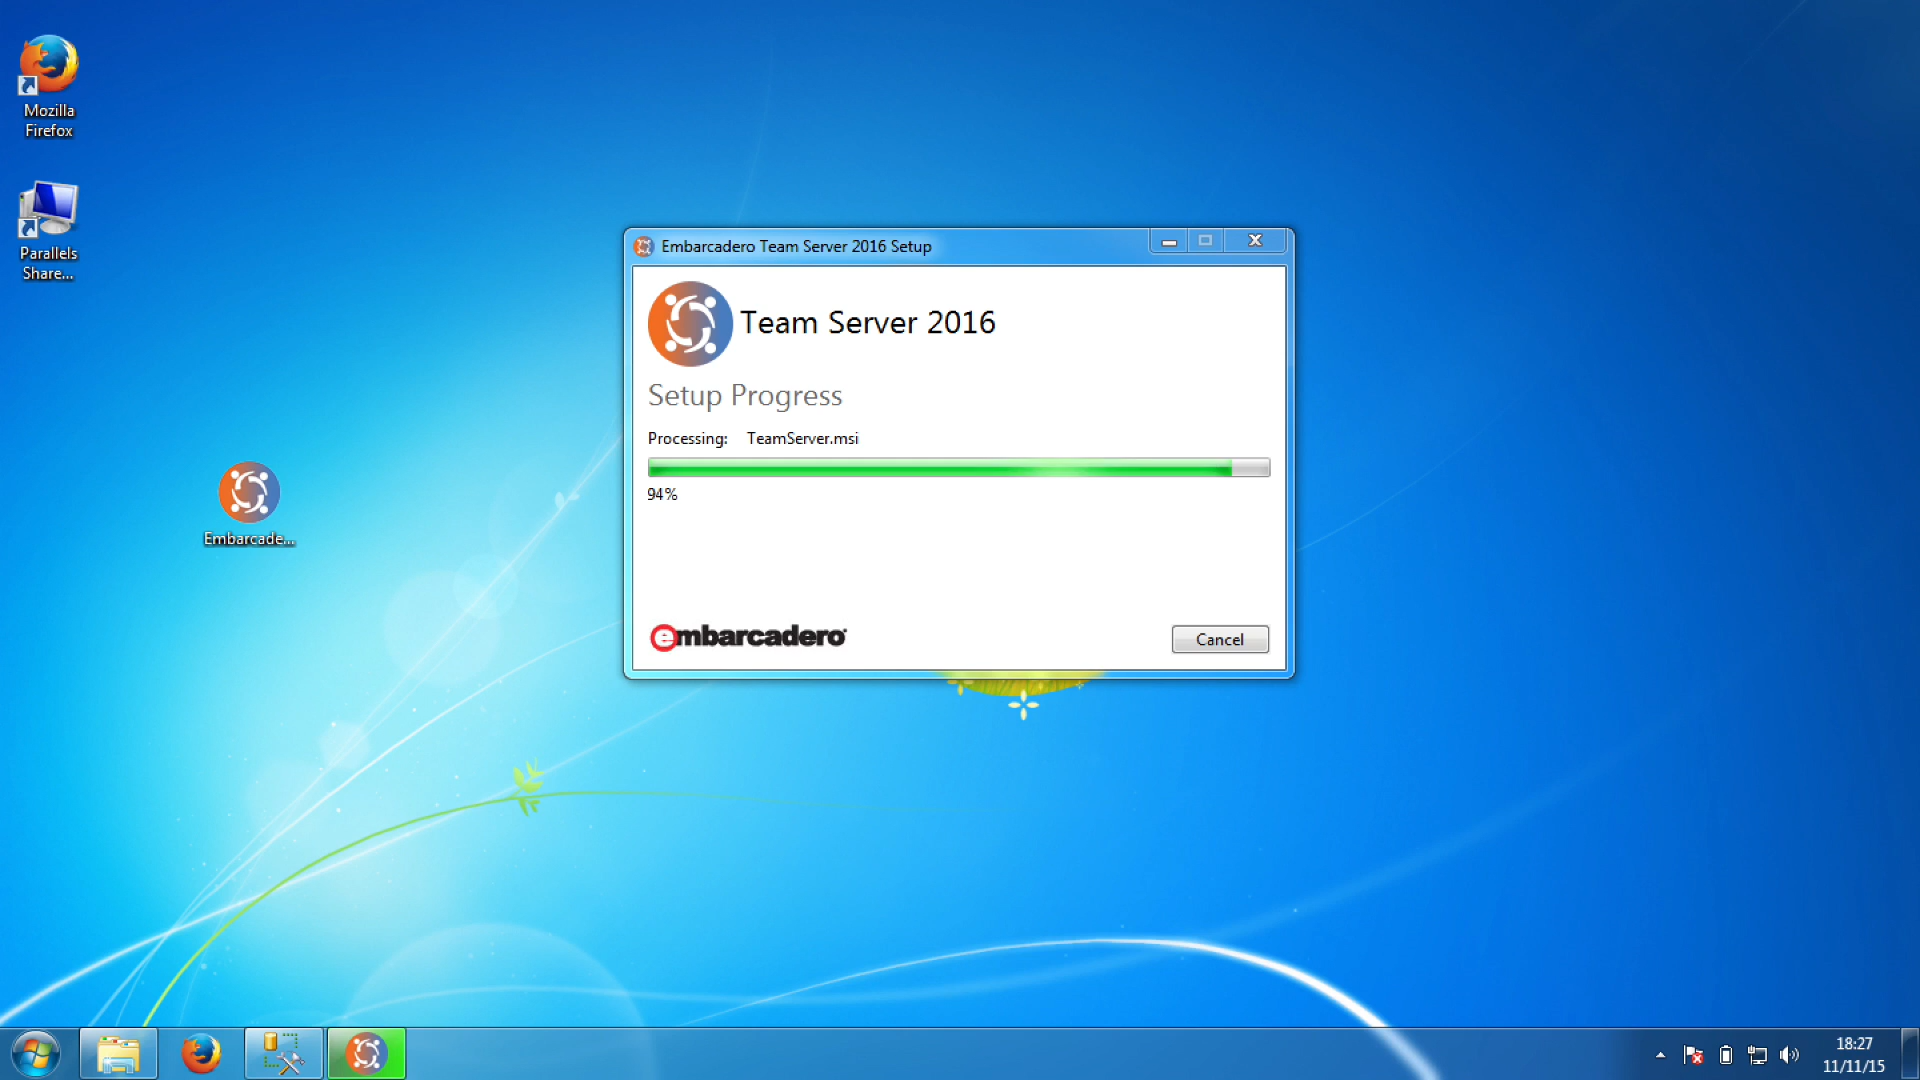 Mozilla
Firefox
Parallels
Share...
Embarcade...
Embarcadero Team Server 2016 Setup
Team Server 2016
Setup Progress
Processing: TeamServer.msi
94%
embarcadero
Cancel
18:27
11/11/15